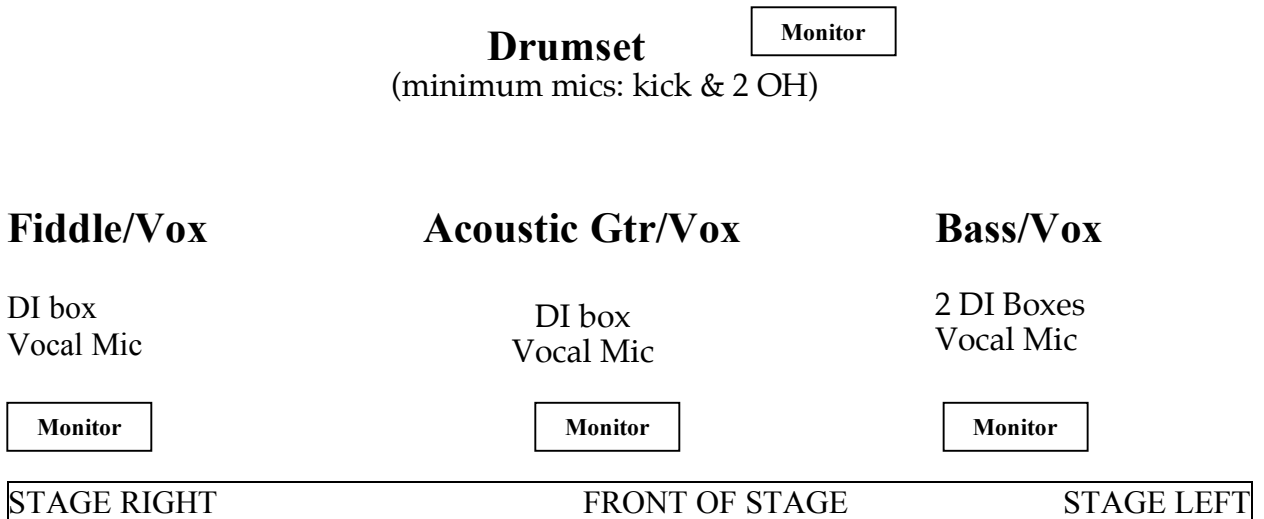 Monitor
Drumset
(minimum mics: kick & 2 OH)
Fiddle/Vox
DI box
Vocal Mic
Monitor
Acoustic Gtr/Vox
DI box
Vocal Mic
Monitor
Bass/Vox
2 DI Boxes
Vocal Mic
Monitor
STAGE RIGHT FRONT OF STAGE STAGE LEFT